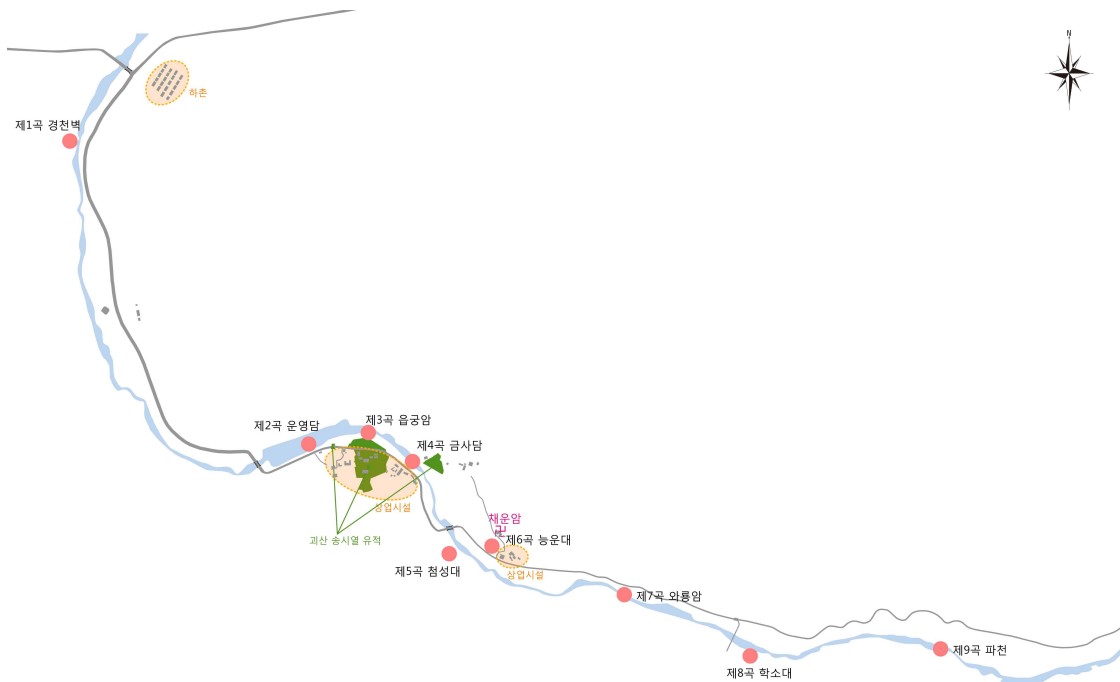 N
하촌
제1곡 경천벽
제3곡 읍궁암
제2곡 운영담
제4곡 금사담
상업시설
채운암
卍
제6곡 능운대
괴산 송시열 유적
제5곡 첨성대
상업시설
제7곡 와룡암
제9곡 파천
제8곡 학소대